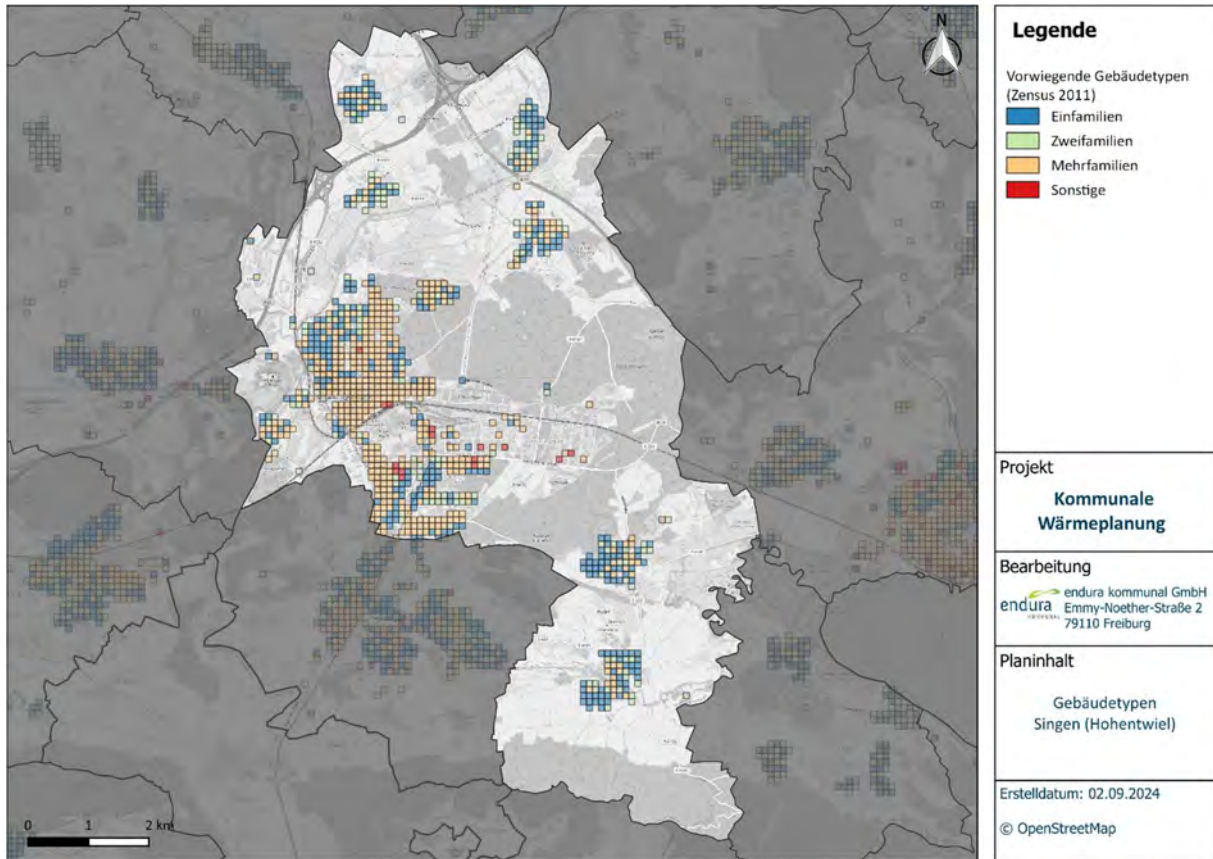 N
Legende
Vorwiegende Gebäudetypen
(Zensus 2011)
Einfamilien
Zweifamilien
Mehrfamilien
Sonstige
Projekt
Kommunale
Wärmeplanung
Bearbeitung
endura
endura kommunal GmbH
Emmy-Noether-Straße 2
79110 Freiburg
Planinhalt
Gebäudetypen
Singen (Hohentwiel)
Erstelldatum: 02.09.2024
© OpenStreetMap
0 1 2 km